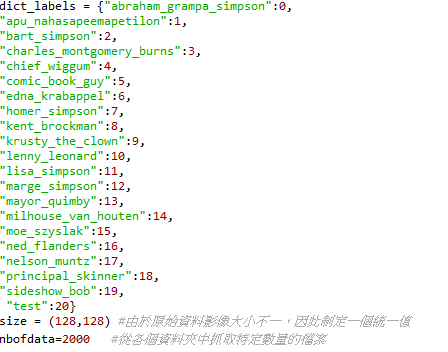 dict_labels = {"abraham_grampa_simpson":0,
"apu_nahasapeemapetilon":1,
"bart_simpson":2,
"charles_montgomery_burns":3,
"chief_wiggum":4,
"comic_book_guy":5,
"edna_krabappel":6,
"homer_simpson":7,
"kent_brockman":8,
"krusty_the_clown":9,
"lenny_leonard":10,
"lisa_simpson":11,
"marge_simpson":12,
"mayor_quimby":13,
"milhouse_van_houten":14,
"moe_szyslak":15,
"ned_flanders":16,
"nelson_muntz":17,
"principal_skinner":18,
"sideshow_bob":19,
"test":20}
size = (128,128) #由於原始資料影像大小不一，因此制定一個統一值
nbofdata=2000 #從各個資料夾中抓取特定數量的檔案